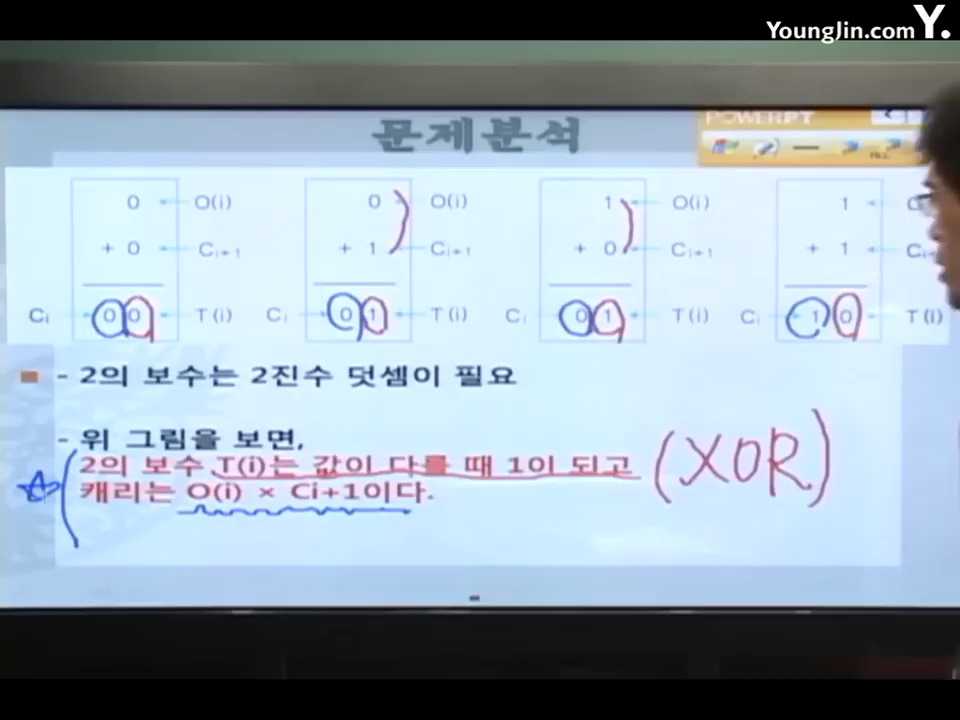 YoungJin.com Y.
POWERPT
문제분석
0 O(i) 0 O(i) 1 O(i) 1
+ 0 Ci+1 + 1 Ci+1 + 0 Ci+1 + 1
Ci 0 0 T(i) Ci 0 1 T(i) Ci 0 1 T(i) Ci 1 0 T(i)
- 2의 보수는 2진수 덧셈이 필요
- 위 그림을 보면,
2의 보수 T(i)는 값이 다를 때 1이 되고 (XOR)
캐리는 O(i) × Ci+1이다.